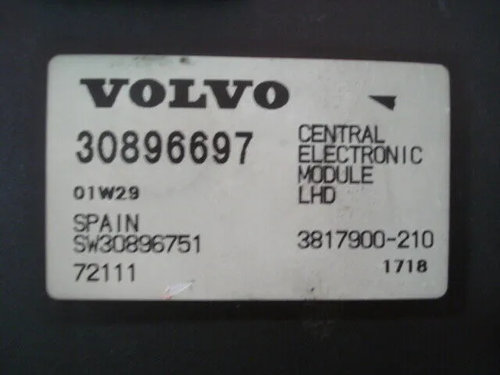 VOLVO
30896697
01W29
SPAIN
SW30896751
72111
CENTRAL
ELECTRONIC
MODULE
LHD
3817900-210
1718